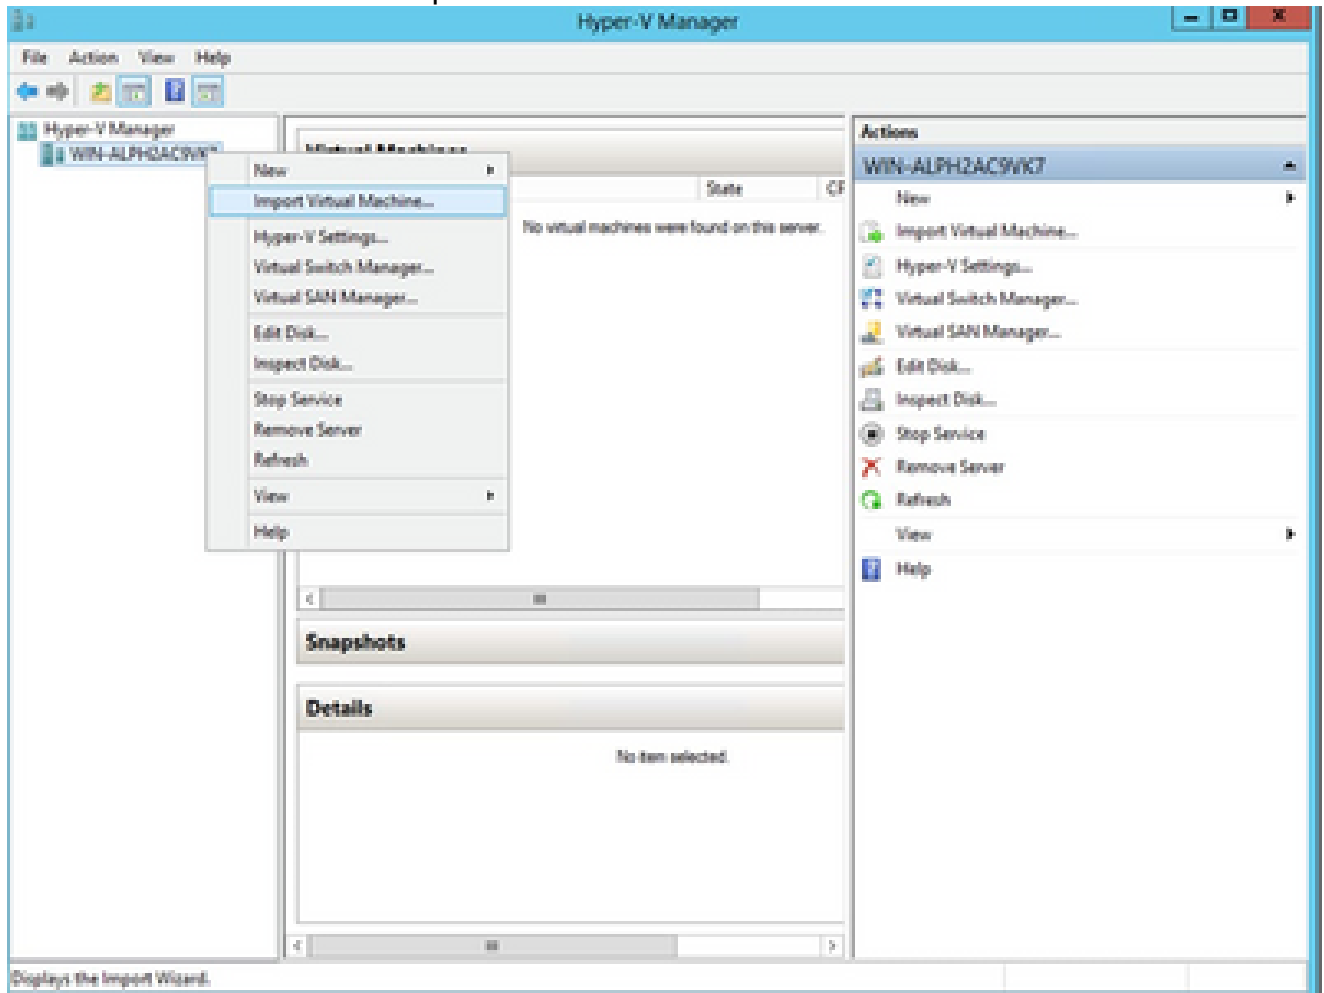 Hyper-V Manager
File Action View Help
Hyper-V Manager
WIN-ALPH2AC9VK7
New
Import Virtual Machine...
Hyper-V Settings...
Virtual Switch Manager...
Virtual SAN Manager...
Edit Disk...
Inspect Disk...
Stop Service
Remove Server
Refresh
View
Help
Virtual Machines
State
No virtual machines were found on this server.
Snapshots
Details
No item selected.
Actions
WIN-ALPH2AC9VK7
New
Import Virtual Machine...
Hyper-V Settings...
Virtual Switch Manager...
Virtual SAN Manager...
Edit Disk...
Inspect Disk...
Stop Service
Remove Server
Refresh
View
Help
Displays the Import Wizard.